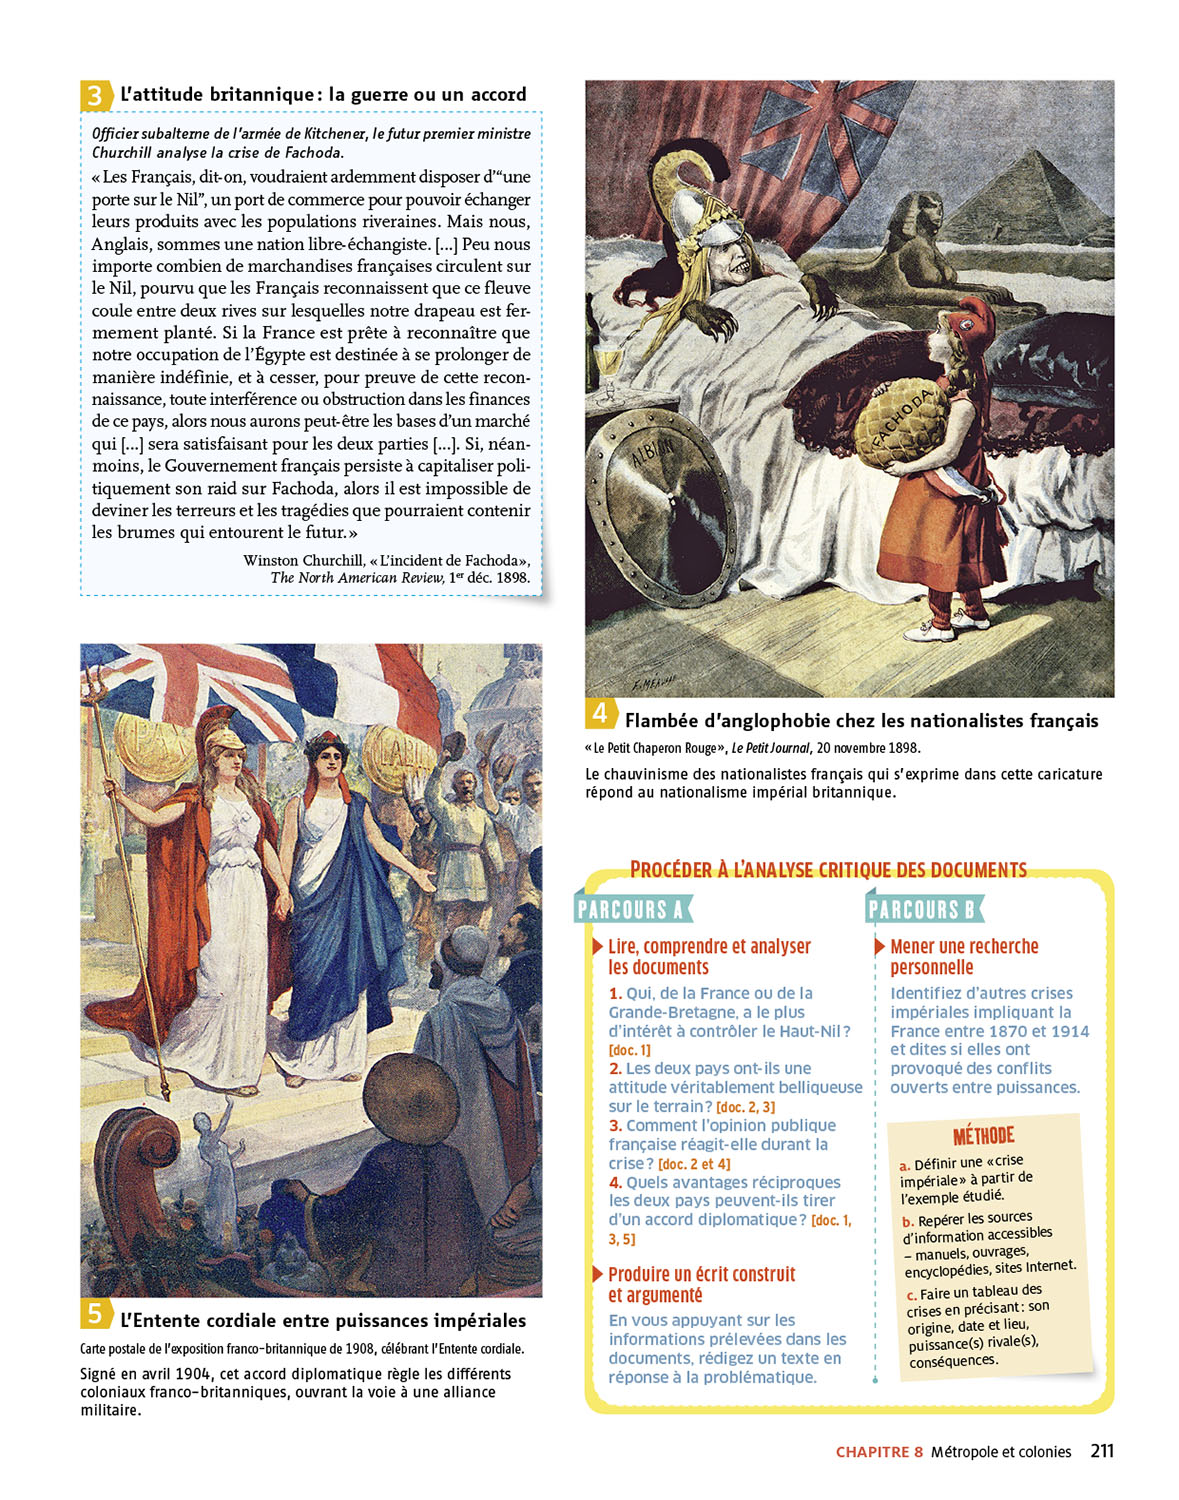 3 L'attitude britannique : la guerre ou un accord
Officier subalterne de l'armée de Kitchener, le futur premier ministre
Churchill analyse la crise de Fachoda.
« Les Français, dit-on, voudraient ardemment disposer d'“une
porte sur le Nil”, un port de commerce pour pouvoir échanger
leurs produits avec les populations riveraines. Mais nous,
Anglais, sommes une nation libre-échangiste. [...] Peu nous
importe combien de marchandises françaises circulent sur
le Nil, pourvu que les Français reconnaissent que ce fleuve
coule entre deux rives sur lesquelles notre drapeau est fer-
mement planté. Si la France est prête à reconnaître que
notre occupation de l'Égypte est destinée à se prolonger de
manière indéfinie, et à cesser, pour preuve de cette recon-
naissance, toute interférence ou obstruction dans les finances
de ce pays, alors nous aurons peut-être les bases d'un marché
qui [...] sera satisfaisant pour les deux parties [...]. Si, néan-
moins, le Gouvernement français persiste à capitaliser poli-
tiquement son raid sur Fachoda, alors il est impossible de
deviner les terreurs et les tragédies que pourraient contenir
les brumes qui entourent le futur. »
Winston Churchill, « L'incident de Fachoda »,
The North American Review, 1er déc. 1898.
FACHODA
ALBION
4 Flambée d'anglophobie chez les nationalistes français
« Le Petit Chaperon Rouge », Le Petit Journal, 20 novembre 1898.
Le chauvinisme des nationalistes français qui s'exprime dans cette caricature
répond au nationalisme impérial britannique.
PAX
LABOR
5 L'Entente cordiale entre puissances impériales
Carte postale de l'exposition franco-britannique de 1908, célébrant l'Entente cordiale.
Signé en avril 1904, cet accord diplomatique règle les différents
coloniaux franco-britanniques, ouvrant la voie à une alliance
militaire.
PROCÉDER À L'ANALYSE CRITIQUE DES DOCUMENTS
PARCOURS A
Lire, comprendre et analyser
les documents
1. Qui, de la France ou de la
Grande-Bretagne, a le plus
d'intérêt à contrôler le Haut-Nil ?
[doc. 1]
2. Les deux pays ont-ils une
attitude véritablement belliqueuse
sur le terrain ? [doc. 2, 3]
3. Comment l'opinion publique
française réagit-elle durant la
crise ? [doc. 2 et 4]
4. Quels avantages réciproques
les deux pays peuvent-ils tirer
d'un accord diplomatique ? [doc. 1,
3, 5]
Produire un écrit construit
et argumenté
En vous appuyant sur les
informations prélevées dans les
documents, rédigez un texte en
réponse à la problématique.
PARCOURS B
Mener une recherche
personnelle
Identifiez d'autres crises
impériales impliquant la
France entre 1870 et 1914
et dites si elles ont
provoqué des conflits
ouverts entre puissances.
MÉTHODE
a. Définir une « crise
impériale » à partir de
l'exemple étudié.
b. Repérer les sources
d'information accessibles
– manuels, ouvrages,
encyclopédies, sites Internet.
c. Faire un tableau des
crises en précisant : son
origine, date et lieu,
puissance(s) rivale(s),
conséquences.
CHAPITRE 8 Métropole et colonies 211